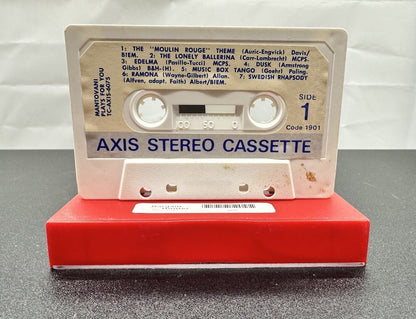 1: THE "MOULIN ROUGE" THEME (Auric-Engvick) Davis/
BIEM. 2: THE LONELY BALLERINA (Carr-Lambrecht) MCPS.
3: EDELMA (Pasillo-Tucci) MCPS. 4: DUSK (Armstrong
Gibbs) B&H-(H). 5: MUSIC BOX TANGO (Goehr) Paling.
6: RAMONA (Wayne-Gilbert) Allan. 7: SWEDISH RHAPSODY
(Alfven, adapt. Faith) Albert/BIEM.
MANTOVANI
PLAYS FOR YOU
TC-AXIS-6075
SIDE
1
Code 1901
100 50 0
AXIS STEREO CASSETTE